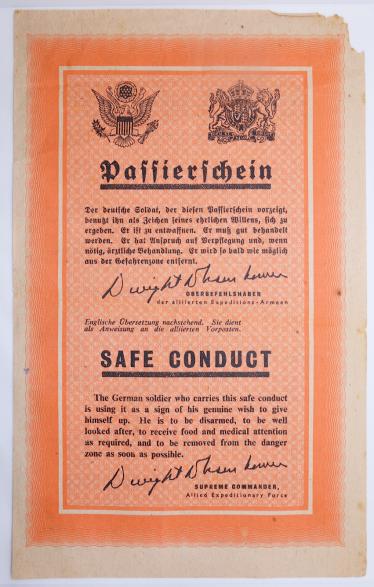 Passierschein
Der deutsche Soldat, der diesen Passierschein vorzeigt,
benutzt ihn als Zeichen seines ehrlichen Willens, sich zu
ergeben. Er ist zu entwaffnen. Er muß gut behandelt
werden. Er hat Anspruch auf Verpflegung und, wenn
nötig, ärztliche Behandlung. Er wird so bald wie möglich
aus der Gefahrenzone entfernt.
Dwight D Eisenhower
OBERBEFEHLSHABER
der alliierten Expeditions-Armeen
Englische Übersetzung nachstehend. Sie dient
als Anweisung an die alliierten Vorposten.
SAFE CONDUCT
The German soldier who carries this safe conduct
is using it as a sign of his genuine wish to give
himself up. He is to be disarmed, to be well
looked after, to receive food and medical attention
as required, and to be removed from the danger
zone as soon as possible.
Dwight D Eisenhower
SUPREME COMMANDER,
Allied Expeditionary Force